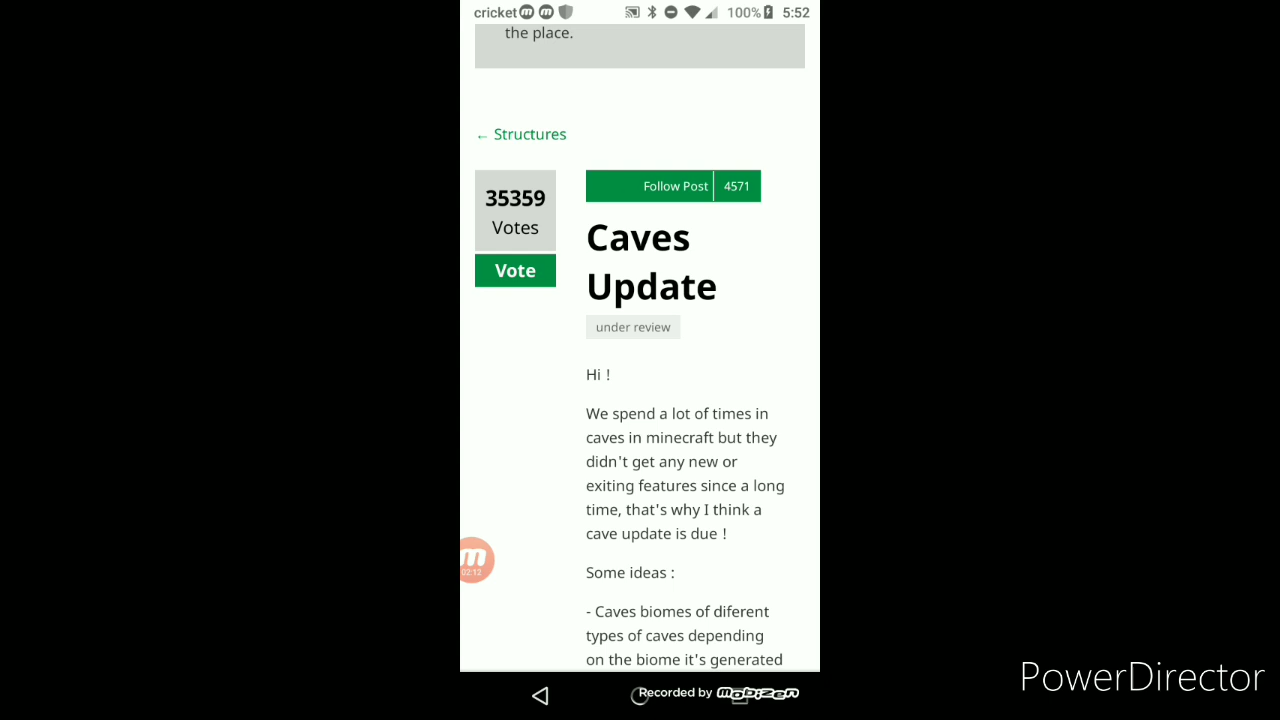 cricket 100% 5:52
the place.
← Structures
35359
Votes
Vote
Follow Post 4571
Caves
Update
under review
Hi !
We spend a lot of times in
caves in minecraft but they
didn't get any new or
exiting features since a long
time, that's why I think a
cave update is due !
Some ideas :
- Caves biomes of diferent
types of caves depending
on the biome it's generated
02:12
Recorded by mobizen
PowerDirector